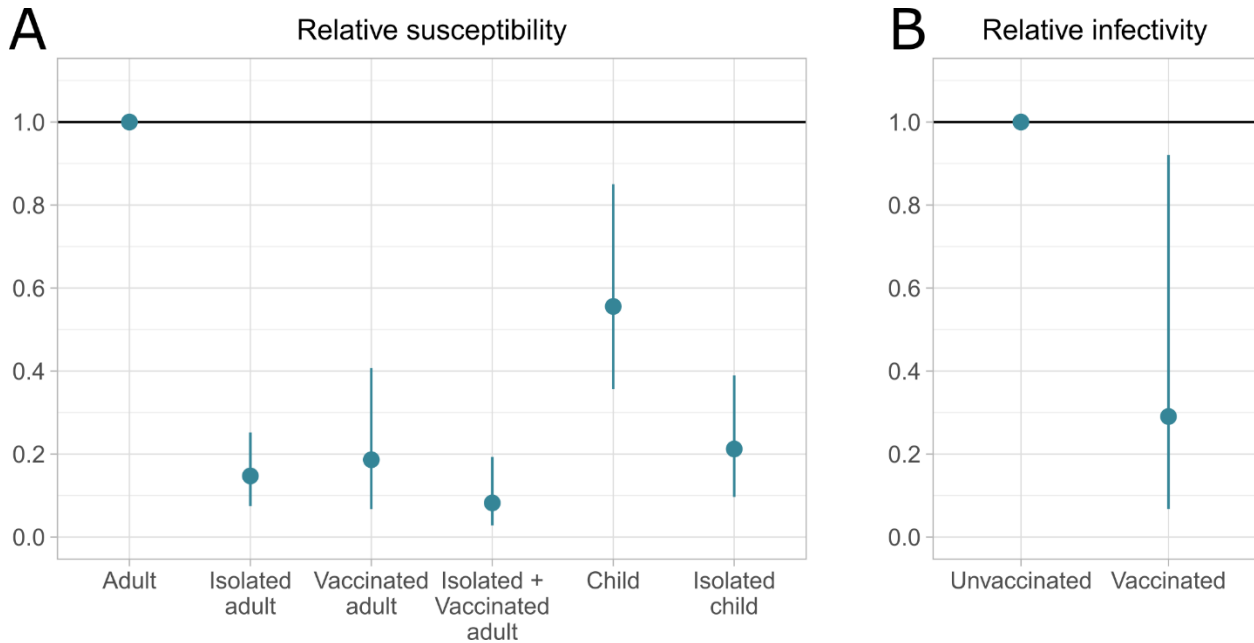 A
Relative susceptibility
1.0
0.8
0.6
0.4
0.2
0.0
Adult
Isolated
adult
Vaccinated
adult
Isolated +
Vaccinated
adult
Child
Isolated
child
B
Relative infectivity
1.0
0.8
0.6
0.4
0.2
0.0
Unvaccinated
Vaccinated